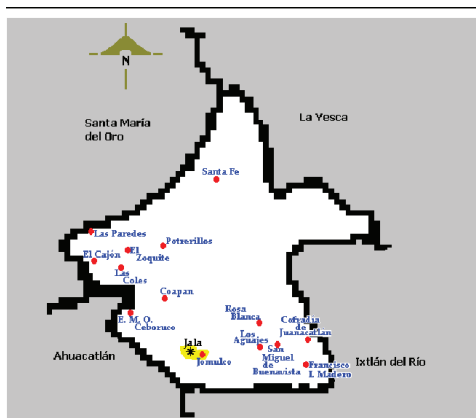 N
Santa María
del Oro
La Yesca
Santa Fe
Las Paredes
El Cajón
El
Zoquite
Potrerillos
Las
Coles
Coapan
E. M. O.
Ceboruco
Rosa
Blanca
Cofradía de
Juanacatlan
Los
Aguajes
San
Miguel de
Buenavista
Francisco
I. Madero
Jala
Jomulco
Ahuacatlán
Ixtlán del Río